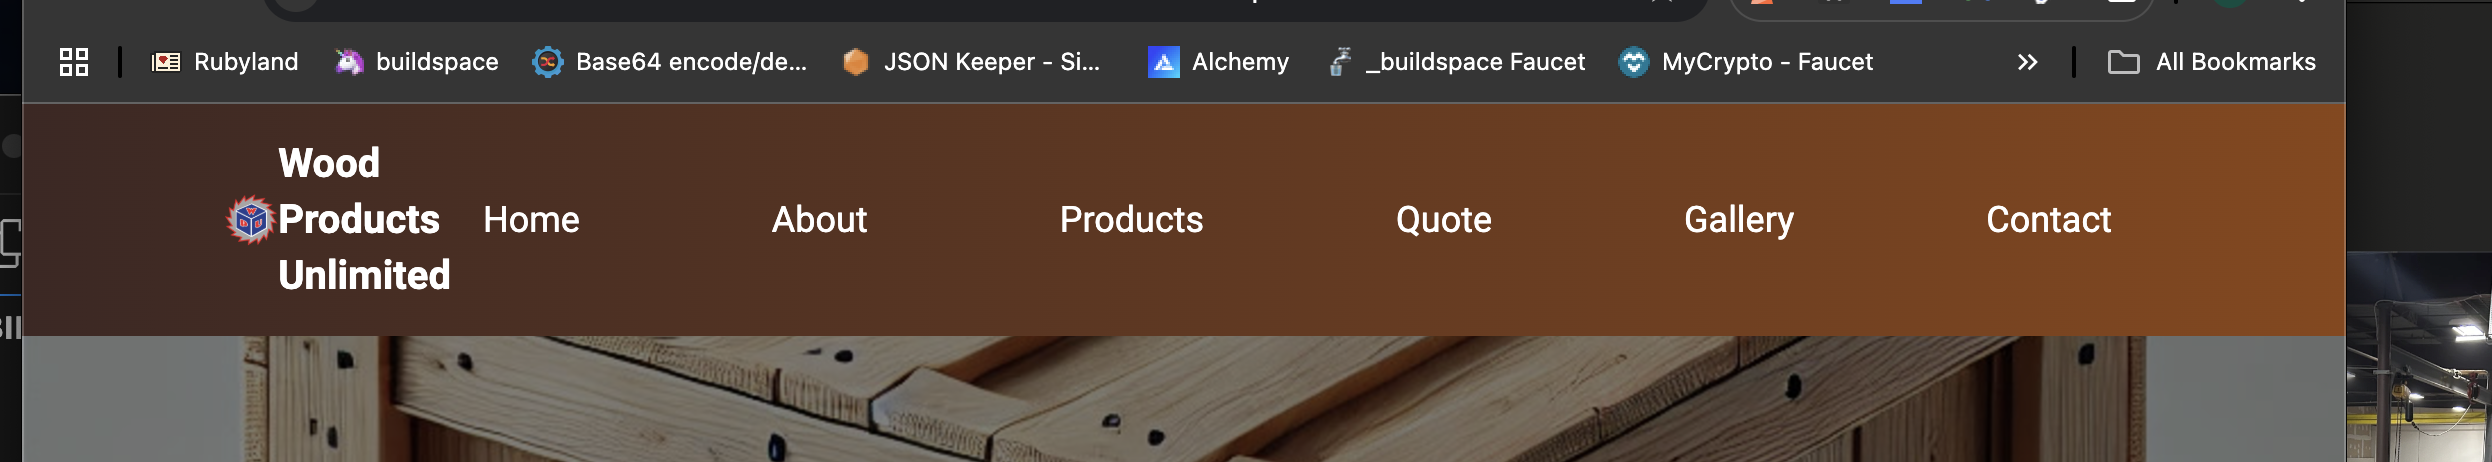 Rubyland buildspace Base64 encode/de... JSON Keeper - Si... Alchemy _buildspace Faucet MyCrypto - Faucet » All Bookmarks
Wood
Products
Unlimited
Home About Products Quote Gallery Contact